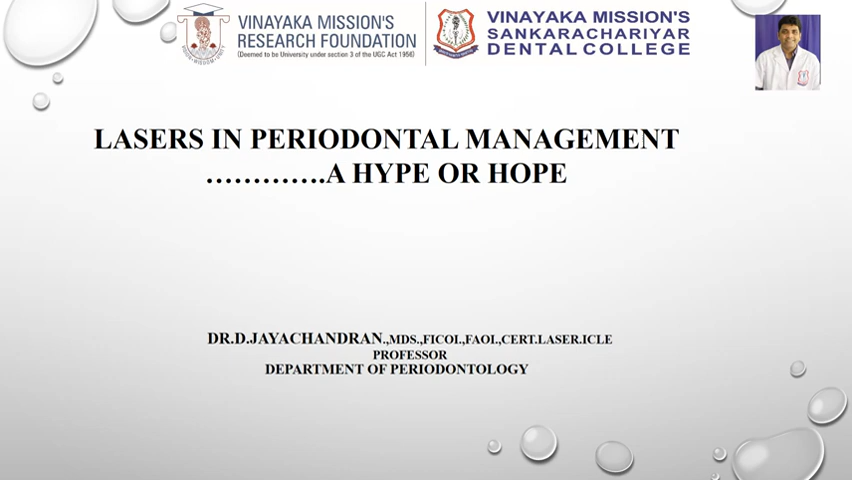 VINAYAKA MISSION'S
RESEARCH FOUNDATION
(Deemed to be University under section 3 of the UGC Act 1956)
VINAYAKA MISSION'S
SANKARACHARIYAR
DENTAL COLLEGE
LASERS IN PERIODONTAL MANAGEMENT
………….A HYPE OR HOPE
DR.D.JAYACHANDRAN.,MDS.,FICOI.,FAOI.,CERT.LASER.ICLE
PROFESSOR
DEPARTMENT OF PERIODONTOLOGY